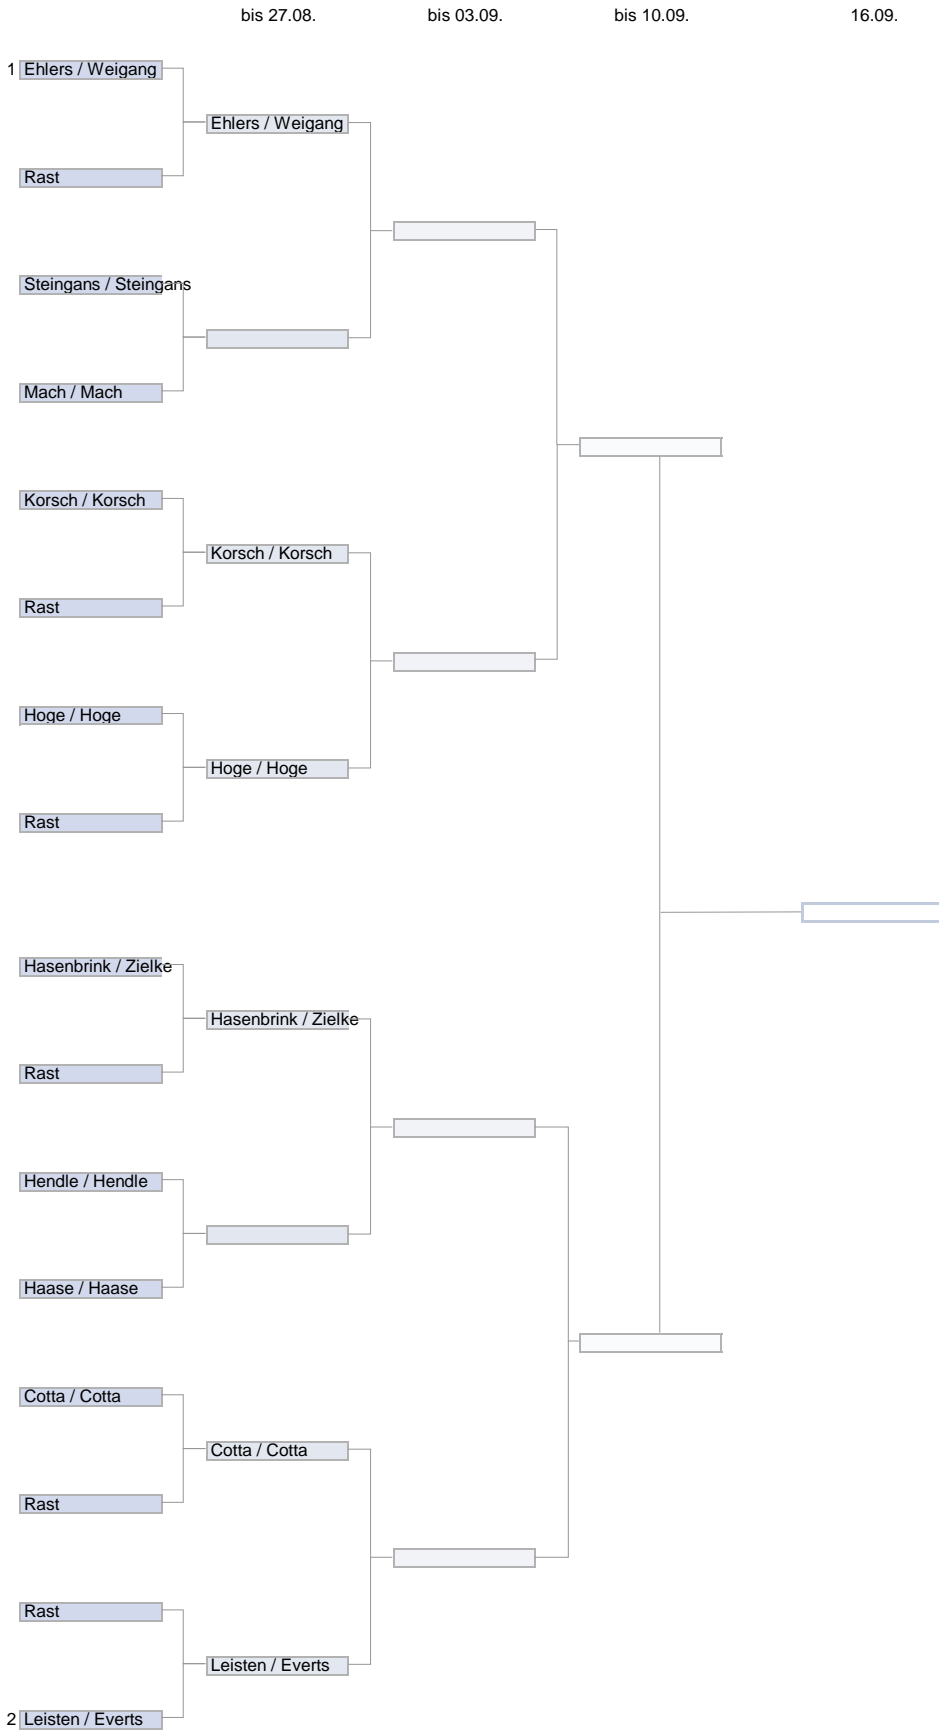 bis 27.08. bis 03.09. bis 10.09. 16.09.
1 Ehlers / Weigang
Ehlers / Weigang
Rast
Steingans / Steingans
Mach / Mach
Korsch / Korsch
Korsch / Korsch
Rast
Hoge / Hoge
Hoge / Hoge
Rast
Hasenbrink / Zielke
Hasenbrink / Zielke
Rast
Hendle / Hendle
Haase / Haase
Cotta / Cotta
Cotta / Cotta
Rast
Rast
Leisten / Everts
2 Leisten / Everts